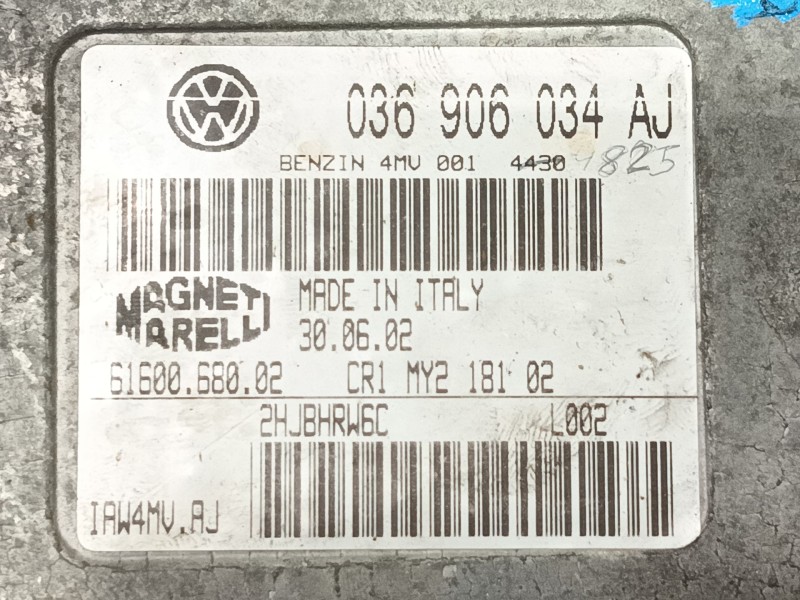 036 906 034 AJ
BENZIN 4MV 001 4430
1825
MAGNETI MARELLI
MADE IN ITALY
30.06.02
61600.680.02 CR1 MY2 181 02
2HJBHRW6C L002
IAW4MV.AJ